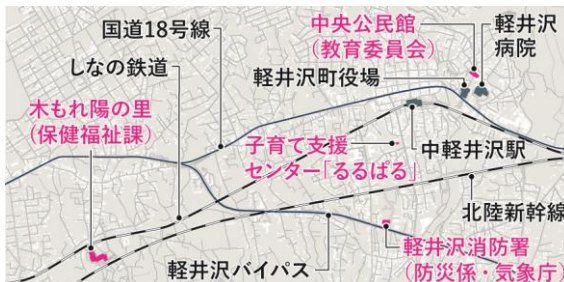 国道18号線
中央公民館
(教育委員会)
軽井沢
病院
しなの鉄道
軽井沢町役場
木もれ陽の里
(保健福祉課)
子育て支援
センター「るるぱる」
中軽井沢駅
北陸新幹線
軽井沢バイパス
軽井沢消防署
(防災係・気象庁)